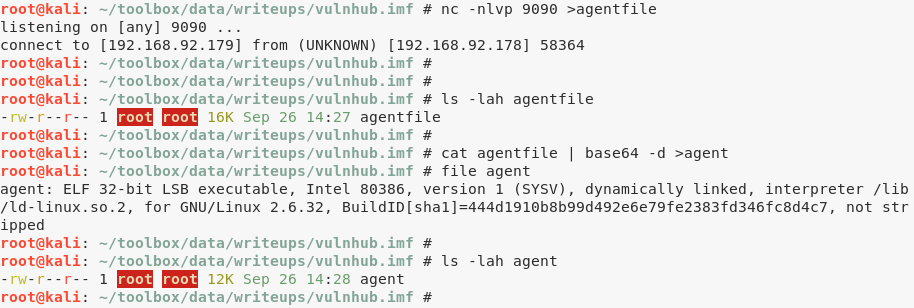 root@kali: ~/toolbox/data/writeups/vulnhub.imf # nc -nlvp 9090 >agentfile
listening on [any] 9090 ...
connect to [192.168.92.179] from (UNKNOWN) [192.168.92.178] 58364
root@kali: ~/toolbox/data/writeups/vulnhub.imf #
root@kali: ~/toolbox/data/writeups/vulnhub.imf #
root@kali: ~/toolbox/data/writeups/vulnhub.imf # ls -lah agentfile
-rw-r--r-- 1 root root 16K Sep 26 14:27 agentfile
root@kali: ~/toolbox/data/writeups/vulnhub.imf #
root@kali: ~/toolbox/data/writeups/vulnhub.imf # cat agentfile | base64 -d >agent
root@kali: ~/toolbox/data/writeups/vulnhub.imf # file agent
agent: ELF 32-bit LSB executable, Intel 80386, version 1 (SYSV), dynamically linked, interpreter /lib
/ld-linux.so.2, for GNU/Linux 2.6.32, BuildID[sha1]=444d1910b8b99d492e6e79fe2383fd346fc8d4c7, not str
ipped
root@kali: ~/toolbox/data/writeups/vulnhub.imf #
root@kali: ~/toolbox/data/writeups/vulnhub.imf # ls -lah agent
-rw-r--r-- 1 root root 12K Sep 26 14:28 agent
root@kali: ~/toolbox/data/writeups/vulnhub.imf #